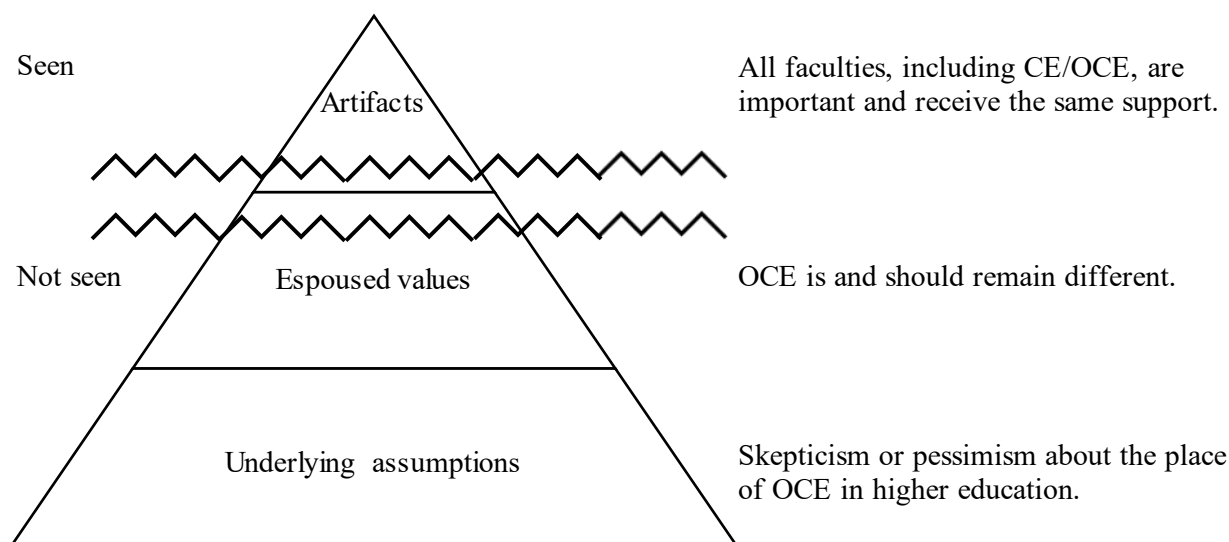 Seen
Artifacts
All faculties, including CE/OCE, are
important and receive the same support.
Not seen
Espoused values
OCE is and should remain different.
Underlying assumptions
Skepticism or pessimism about the place
of OCE in higher education.